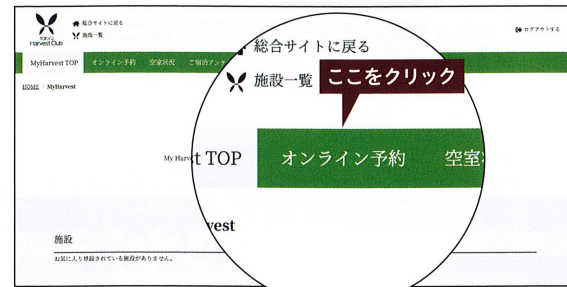 総合サイトに戻る
施設一覧
TOKYU
Harvest Club
ログアウトする
MyHarvest TOP オンライン予約 空室状況 ご宿泊アンケ
HOME MyHarvest
総合サイトに戻る
施設一覧
ここをクリック
My Harvest TOP オンライン予約 空室
vest
施設
お気に入り登録されている施設がありません。